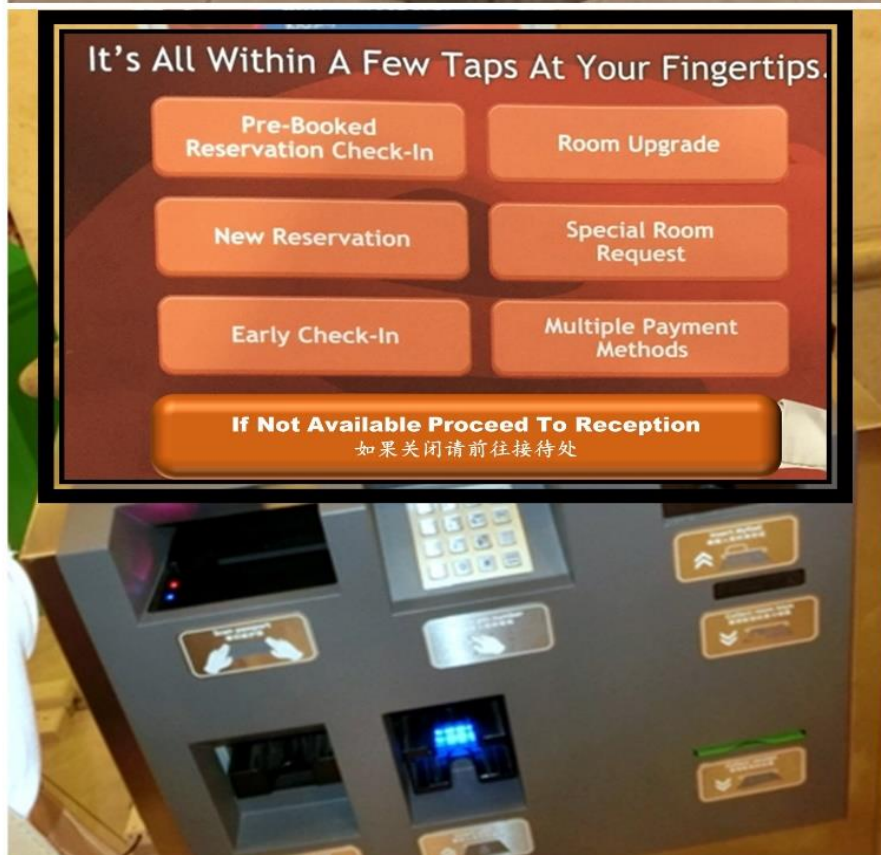 It's All Within A Few Taps At Your Fingertips.
Pre-Booked
Reservation Check-In
Room Upgrade
New Reservation
Special Room
Request
Early Check-In
Multiple Payment
Methods
If Not Available Proceed To Reception
如果关闭请前往接待处